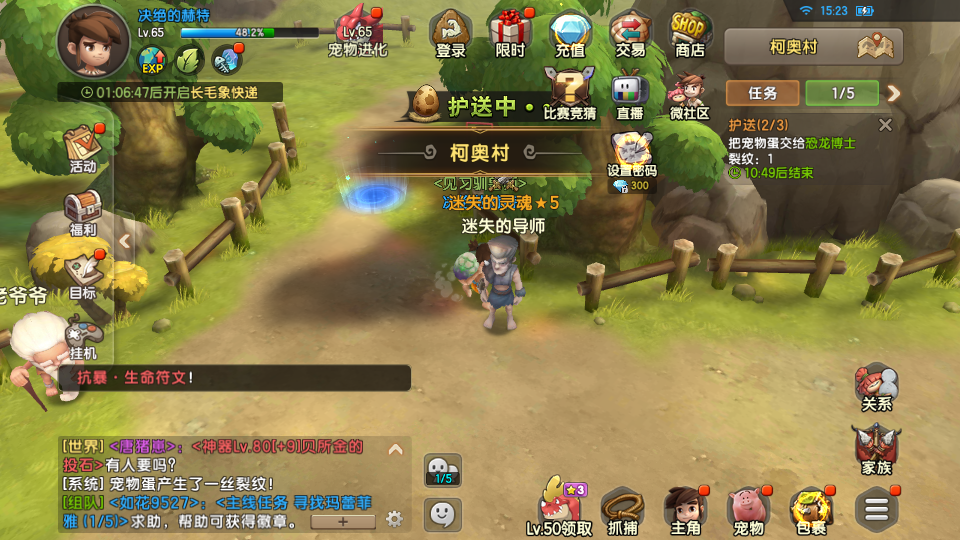 决绝的赫特
Lv.65
48.2%
EXP
01:06:47后开启长毛象快递
Lv.65
宠物进化
登录
限时
充值
交易
SHOP
商店
15:23
柯奥村
任务
1/5
护送(2/3)
把宠物蛋交给恐龙博士
裂纹：1
10:49后结束
护送中·
比赛竞猜
直播
微社区
柯奥村
设置密码
300
迷失的灵魂★5
迷失的导师
活动
福利
目标
挂机
老爷爷
抗暴·生命符文!
[世界] <唐猪崽>：<神器Lv.80[+9]贝所金的
投石>有人要吗?
[系统] 宠物蛋产生了一丝裂纹!
[组队] <如花9527>：<主线任务 寻找玛蕾菲
雅 (1/5)>求助，帮助可获得徽章。
1/5
关系
家族
3
Lv.50领取
抓捕
主角
宠物
包裹